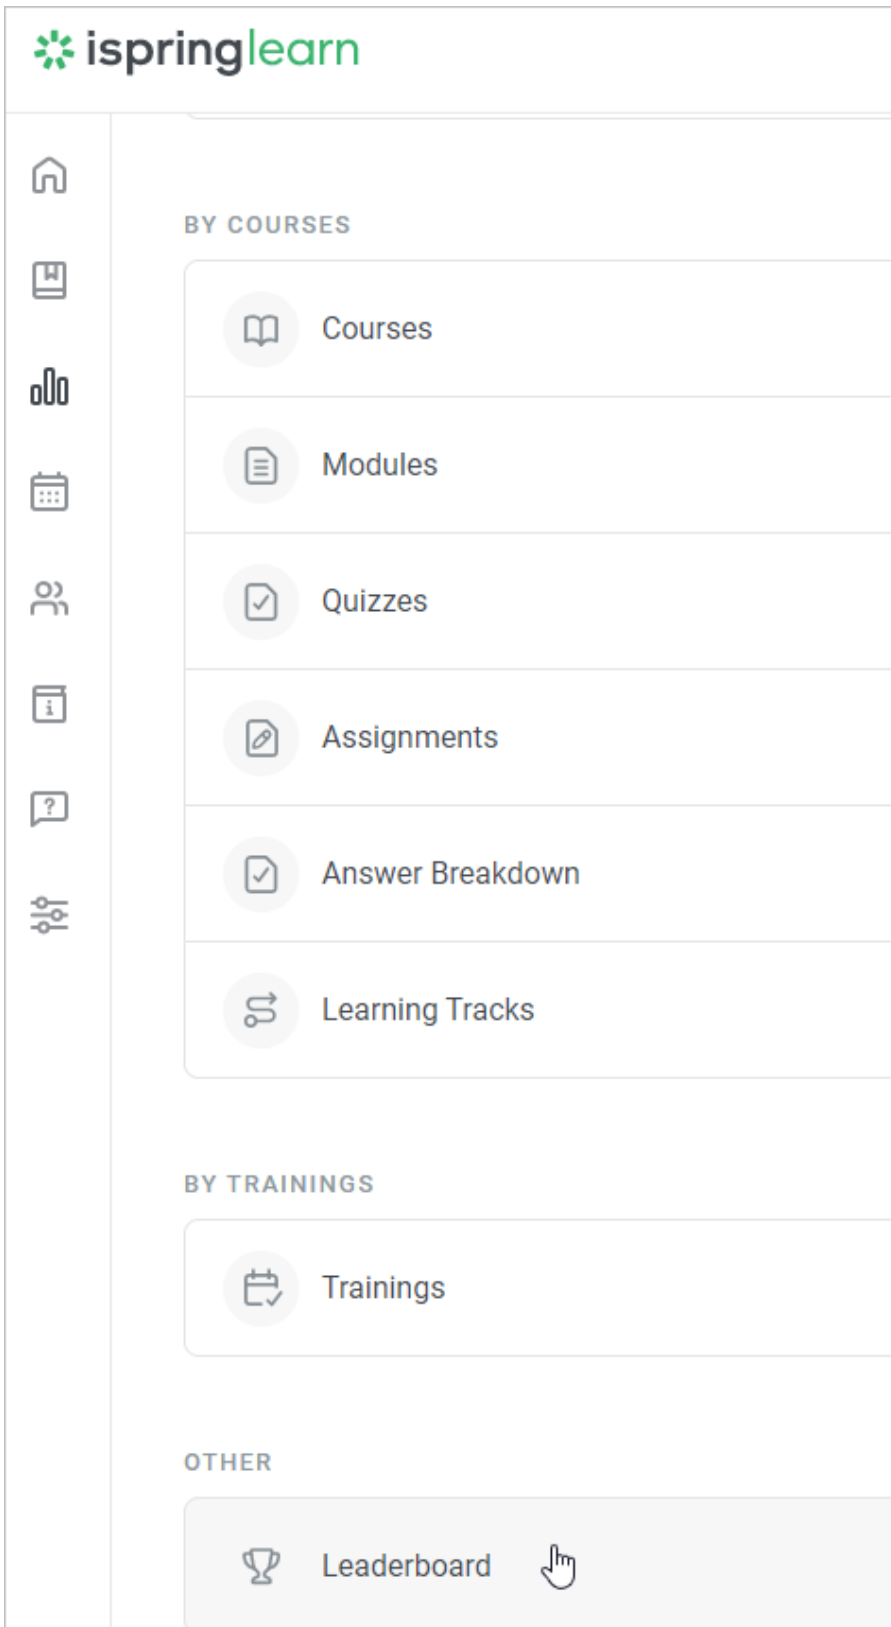 ispringlearn
BY COURSES
Courses
Modules
Quizzes
Assignments
Answer Breakdown
Learning Tracks
BY TRAININGS
Trainings
OTHER
Leaderboard